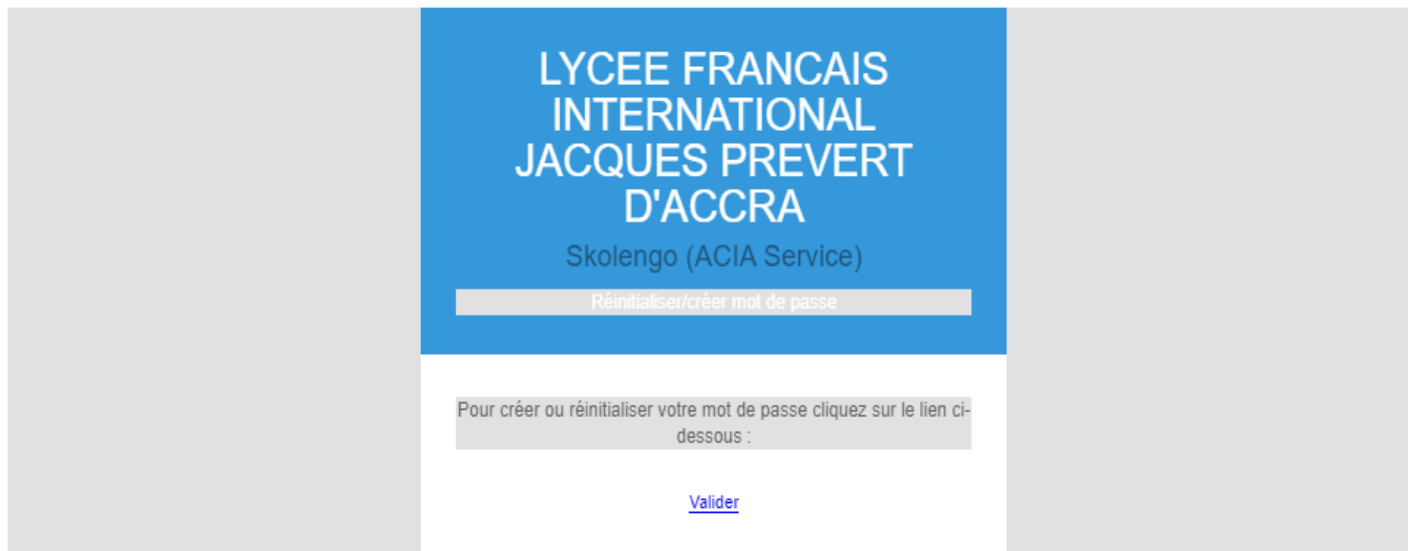 LYCEE FRANCAIS
INTERNATIONAL
JACQUES PREVERT
D'ACCRA
Skolengo (ACIA Service)
Réinitialiser/créer mot de passe
Pour créer ou réinitialiser votre mot de passe cliquez sur le lien ci-
dessous :
Valider